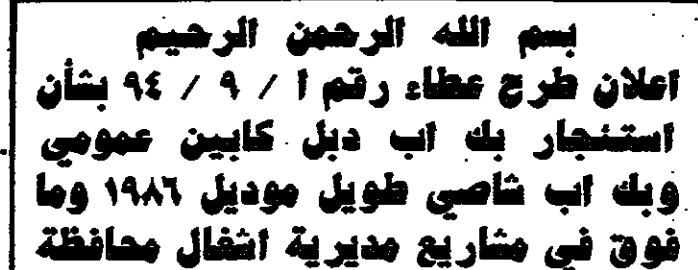 بسم الله الرحمن الرحيم
اعلان طرح عطاء رقم ا / ٩ / ٩٤ بشأن
استئجار بك اب دبل كابين عمومي
وبك اب شاصي طويل موديل ١٩٨٦ وما
فوق في مشاريع مديرية اشغال محافظة